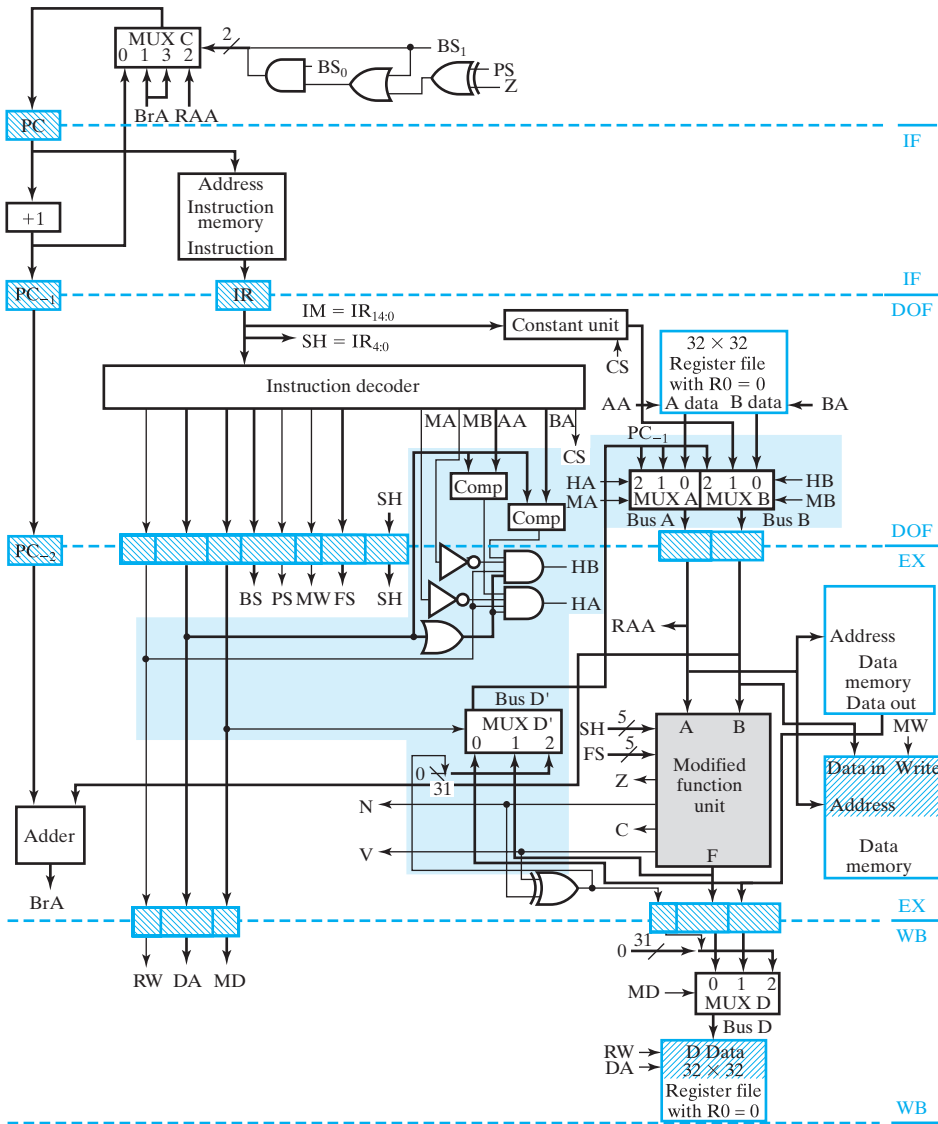 MUX C
0 1 3 2
2
BS1
BS0
PS
Z
BrA RAA
PC
IF
Address
Instruction
memory
Instruction
+1
PC–1
IR
IF
DOF
IM = IR14:0
SH = IR4:0
Constant unit
CS
32 × 32
Register file
with R0 = 0
A data B data
AA
BA
Instruction decoder
MA MB AA BA
CS
PC–1
Comp
Comp
HA
MA
2 1 0 2 1 0
MUX A MUX B
HB
MB
SH
Bus A
Bus B
PC–2
DOF
EX
BS PS MW FS SH
HB
HA
RAA
Address
Data
memory
Data out
Bus D'
MUX D'
0 1 2
SH 5
FS 5
A B
Modified
function
unit
F
MW
Data in Write
Address
Data
memory
0
31
Z
N
C
V
Adder
BrA
EX
WB
RW DA MD
0 31
MD
0 1 2
MUX D
Bus D
RW
DA
D Data
32 × 32
Register file
with R0 = 0
WB